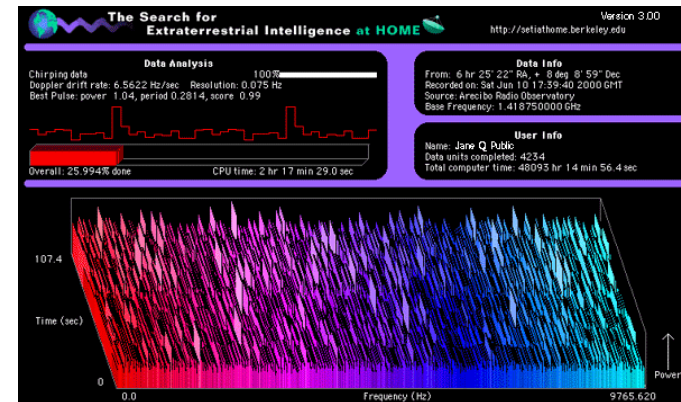 The Search for
Extraterrestrial Intelligence at HOME
Version 3.00
http://setiathome.berkeley.edu
Data Analysis
Chirping data 100%
Doppler drift rate: 6.5622 Hz/sec Resolution: 0.075 Hz
Best Pulse: power 1.04, period 0.2814, score 0.99
Overall: 25.994% done CPU time: 2 hr 17 min 29.0 sec
Data Info
From: 6 hr 25' 22" RA, + 8 deg 8' 59" Dec
Recorded on: Sat Jun 10 17:39:40 2000 GMT
Source: Arecibo Radio Observatory
Base Frequency: 1.418750000 GHz
User Info
Name: Jane Q Public
Data units completed: 4234
Total computer time: 48093 hr 14 min 56.4 sec
107.4
Time (sec)
0
0.0
Frequency (Hz)
9765.620
Power